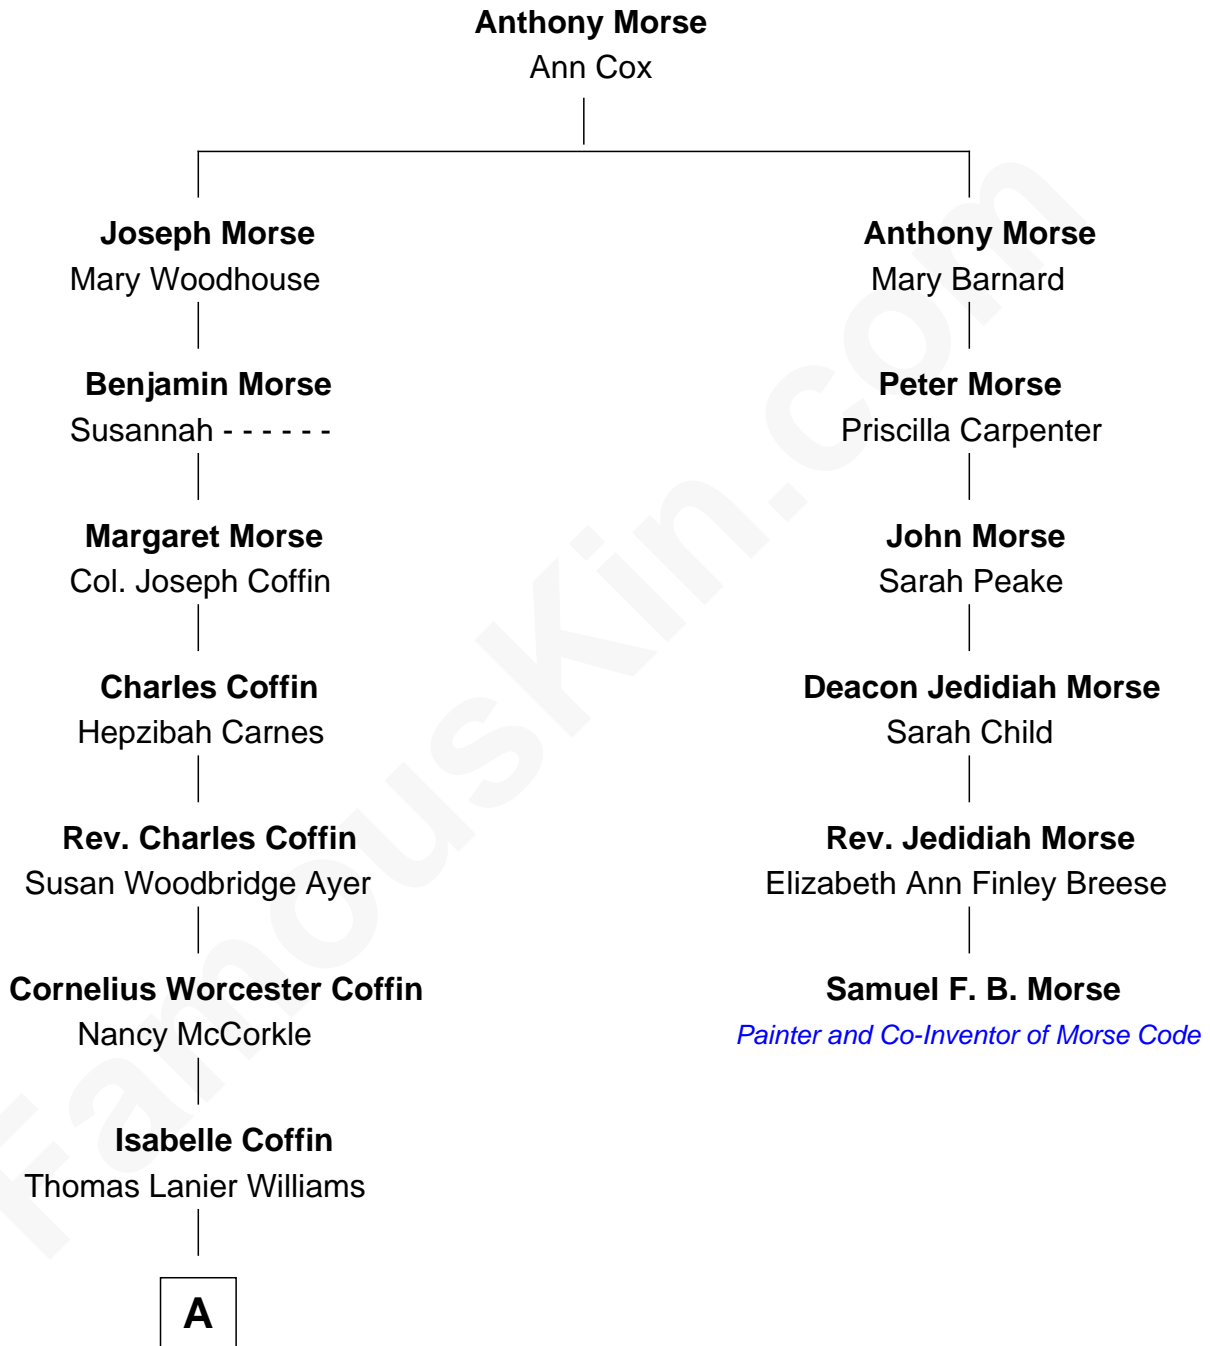 Anthony Morse
Ann Cox
Joseph Morse
Mary Woodhouse
Benjamin Morse
Susannah - - - - - -
Margaret Morse
Col. Joseph Coffin
Charles Coffin
Hepzibah Carnes
Rev. Charles Coffin
Susan Woodbridge Ayer
Cornelius Worcester Coffin
Nancy McCorkle
Isabelle Coffin
Thomas Lanier Williams
A
Anthony Morse
Mary Barnard
Peter Morse
Priscilla Carpenter
John Morse
Sarah Peake
Deacon Jedidiah Morse
Sarah Child
Rev. Jedidiah Morse
Elizabeth Ann Finley Breese
Samuel F. B. Morse
Painter and Co-Inventor of Morse Code
FamousKin.com